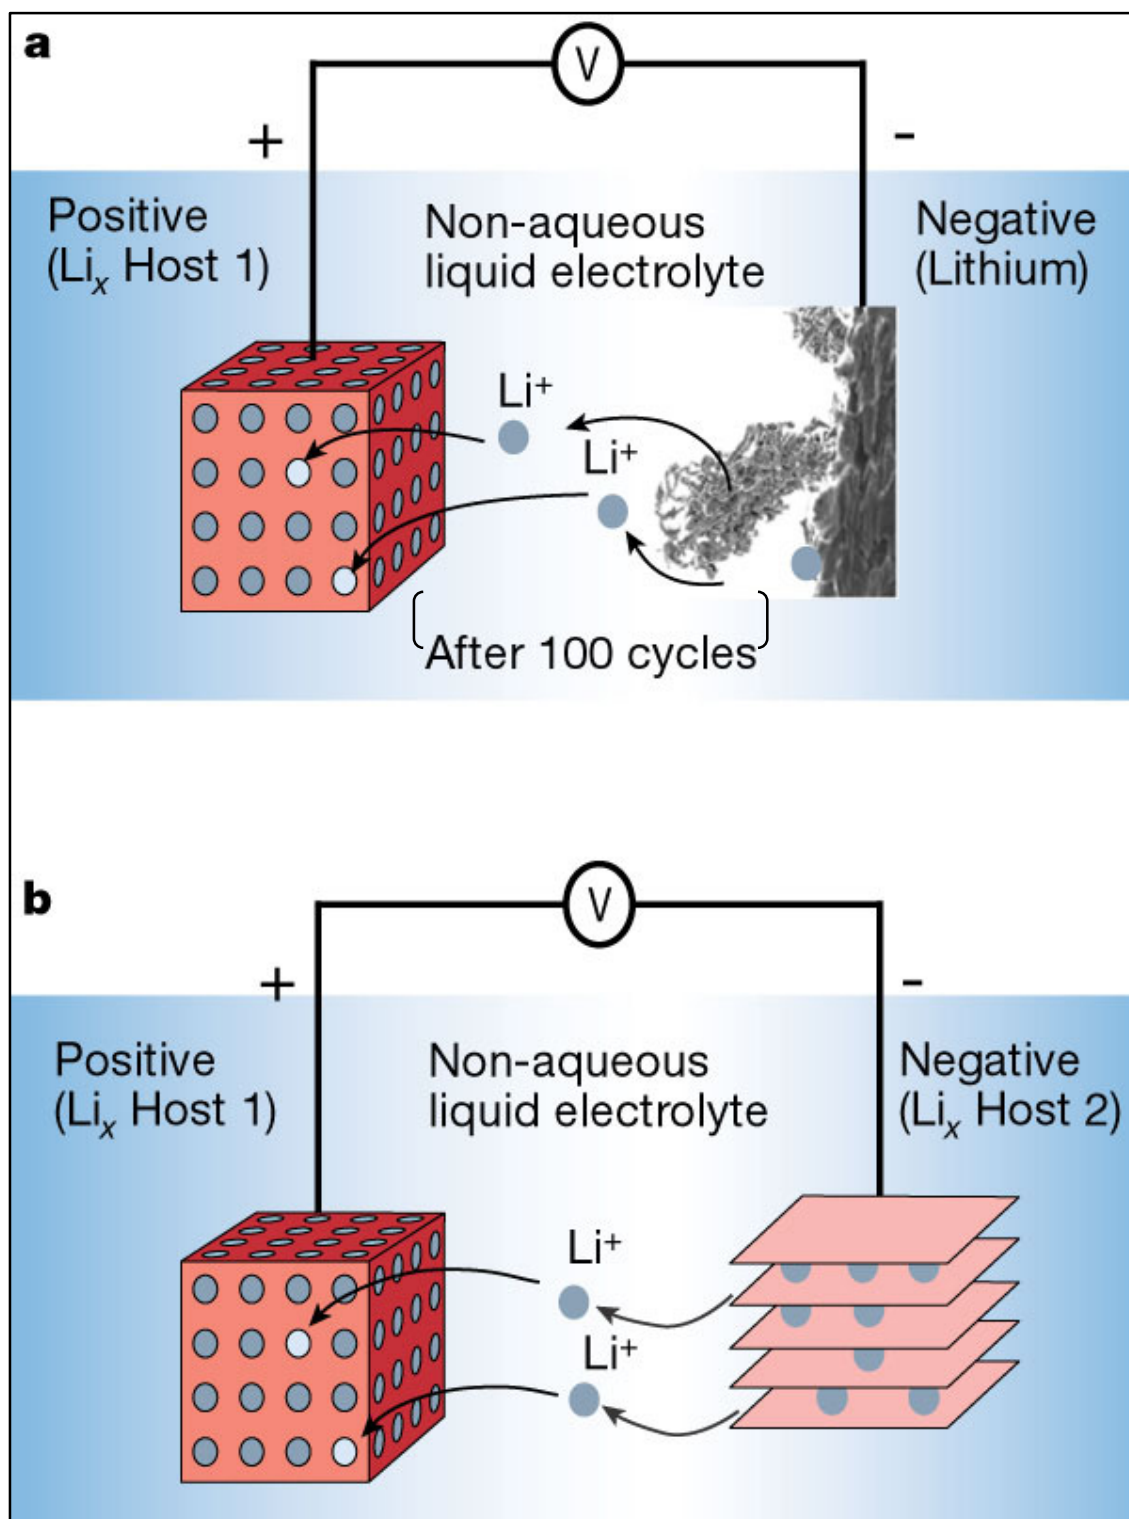 a
V
+
-
Positive
(Liₓ Host 1)
Non-aqueous
liquid electrolyte
Negative
(Lithium)
Li⁺
Li⁺
After 100 cycles
b
V
+
-
Positive
(Liₓ Host 1)
Non-aqueous
liquid electrolyte
Negative
(Liₓ Host 2)
Li⁺
Li⁺